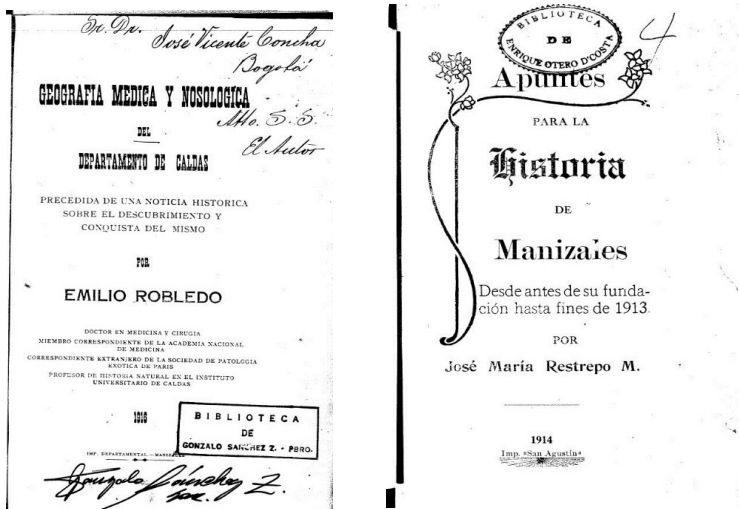 Sr. Dr.
José Vicente Concha
Bogotá
GEOGRAFIA MEDICA Y NOSOLOGICA
Atto. S. S.
DEL
El Autor
DEPARTAMENTO DE CALDAS
PRECEDIDA DE UNA NOTICIA HISTORICA
SOBRE EL DESCUBRIMIENTO Y
CONQUISTA DEL MISMO
POR
EMILIO ROBLEDO
DOCTOR EN MEDICINA Y CIRUGIA
MIEMBRO CORRESPONDIENTE DE LA ACADEMIA NACIONAL
DE MEDICINA
CORRESPONDIENTE EXTRANJERO DE LA SOCIEDAD DE PATOLOGIA
EXOTICA DE PARIS
PROFESOR DE HISTORIA NATURAL EN EL INSTITUTO
UNIVERSITARIO DE CALDAS
1916
BIBLIOTECA
DE
GONZALO SANCHEZ Z. - PBRO.
IMP. DEPARTAMENTAL — MANIZALES
Gonzalo Sánchez Z.
BIBLIOTECA
DE
ENRIQUE OTERO D'COSTA
4
Apuntes
PARA LA
Historia
DE
Manizales
Desde antes de su funda-
ción hasta fines de 1913.
POR
José María Restrepo M.
1914
Imp. «San Agustín»